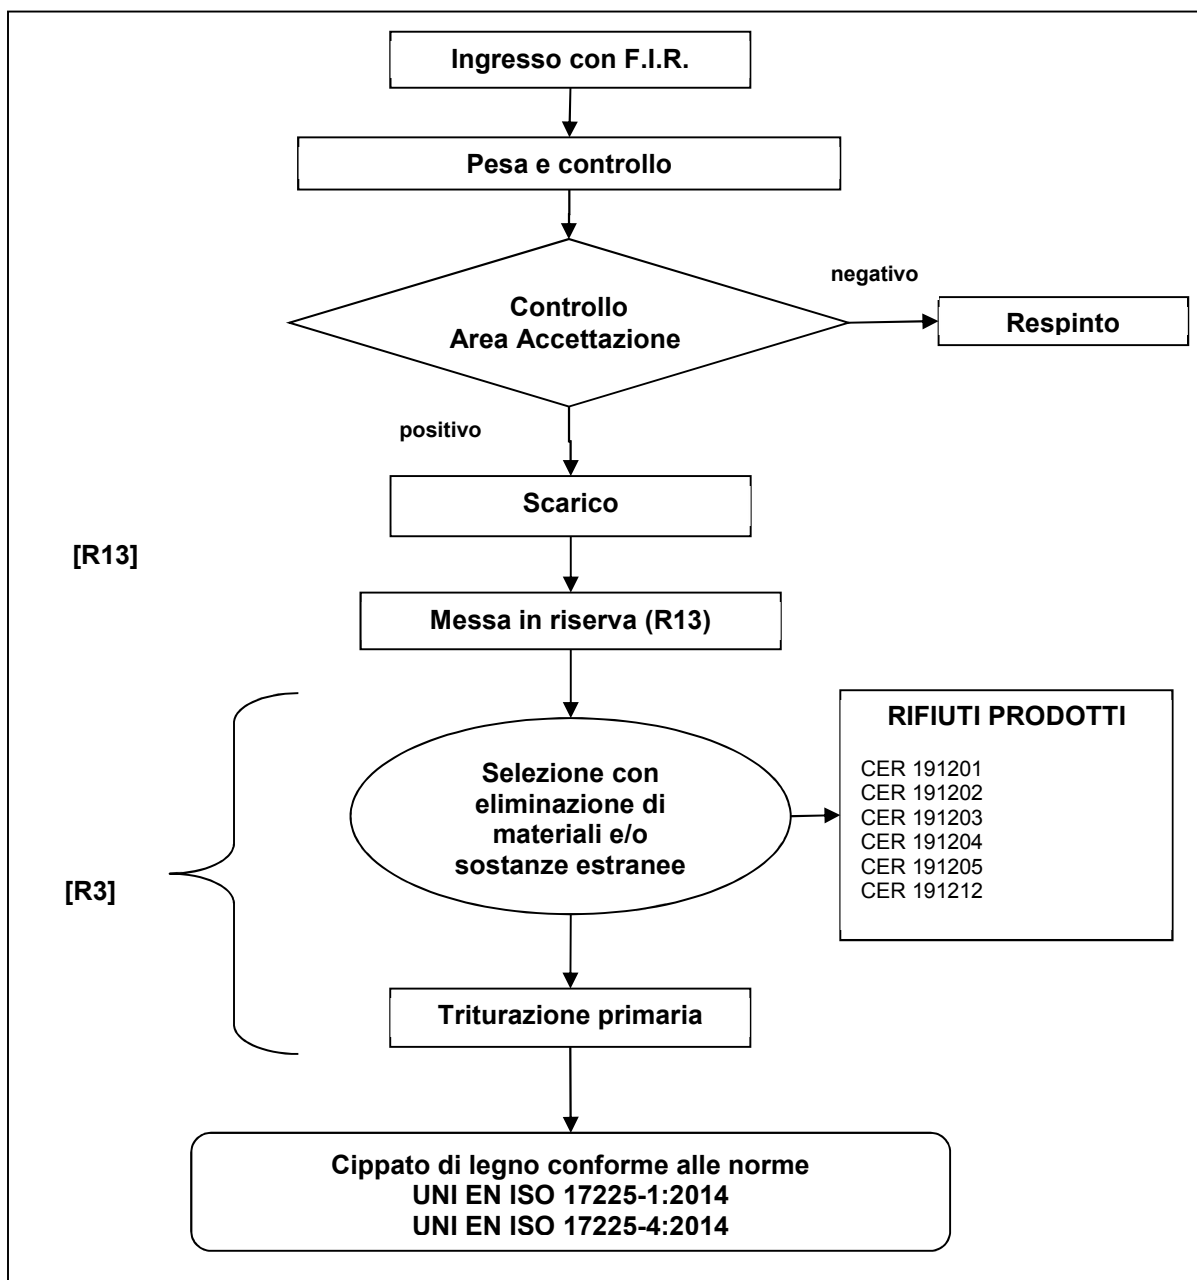 Ingresso con F.I.R.
Pesa e controllo
negativo
Controllo
Area Accettazione
Respinto
positivo
Scarico
[R13]
Messa in riserva (R13)
RIFIUTI PRODOTTI
Selezione con
eliminazione di
materiali e/o
sostanze estranee
CER 191201
CER 191202
CER 191203
CER 191204
CER 191205
CER 191212
[R3]
Triturazione primaria
Cippato di legno conforme alle norme
UNI EN ISO 17225-1:2014
UNI EN ISO 17225-4:2014